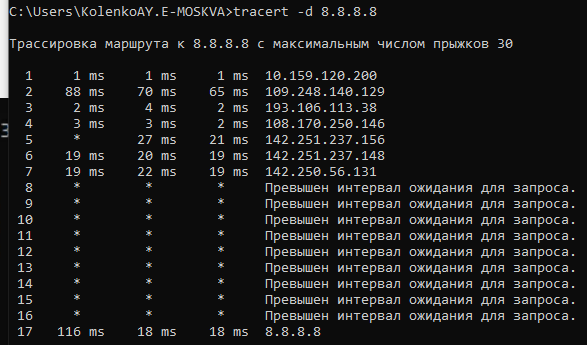 C:\Users\KolenkoAY.E-MOSKVA>tracert -d 8.8.8.8
Трассировка маршрута к 8.8.8.8 с максимальным числом прыжков 30
1 1 ms 1 ms 1 ms 10.159.120.200
2 88 ms 70 ms 65 ms 109.248.140.129
3 2 ms 4 ms 2 ms 193.106.113.38
4 3 ms 3 ms 2 ms 108.170.250.146
5 * 27 ms 21 ms 142.251.237.156
6 19 ms 20 ms 19 ms 142.251.237.148
7 19 ms 22 ms 19 ms 142.250.56.131
8 * * * Превышен интервал ожидания для запроса.
9 * * * Превышен интервал ожидания для запроса.
10 * * * Превышен интервал ожидания для запроса.
11 * * * Превышен интервал ожидания для запроса.
12 * * * Превышен интервал ожидания для запроса.
13 * * * Превышен интервал ожидания для запроса.
14 * * * Превышен интервал ожидания для запроса.
15 * * * Превышен интервал ожидания для запроса.
16 * * * Превышен интервал ожидания для запроса.
17 116 ms 18 ms 18 ms 8.8.8.8